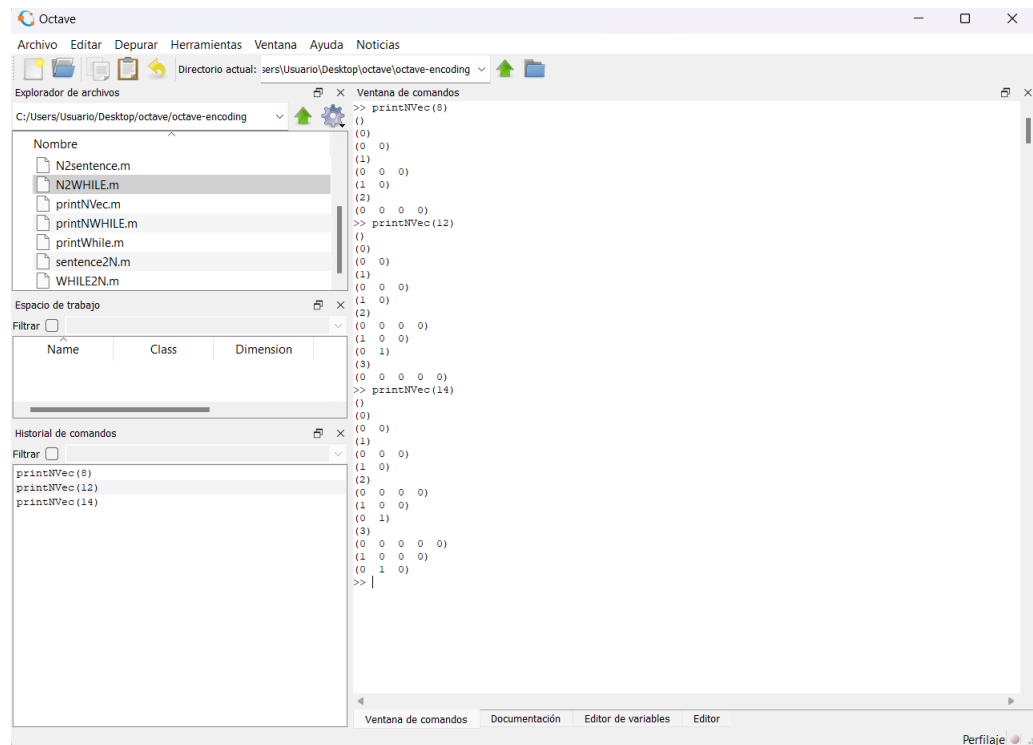 Octave
Archivo Editar Depurar Herramientas Ventana Ayuda Noticias
Directorio actual: sers\Usuario\Desktop\octave\octave-encoding
Explorador de archivos
C:/Users/Usuario/Desktop/octave/octave-encoding
Nombre
N2sentence.m
N2WHILE.m
printNVec.m
printNWHILE.m
printWhile.m
sentence2N.m
WHILE2N.m
Espacio de trabajo
Filtrar
Name Class Dimension
Historial de comandos
Filtrar
printNVec(8)
printNVec(12)
printNVec(14)
Ventana de comandos
>> printNVec(8)
()
(0)
(0 0)
(1)
(0 0 0)
(1 0)
(2)
(0 0 0 0)
>> printNVec(12)
()
(0)
(0 0)
(1)
(0 0 0)
(1 0)
(2)
(0 0 0 0)
(1 0 0)
(0 1)
(3)
(0 0 0 0 0)
>> printNVec(14)
()
(0)
(0 0)
(1)
(0 0 0)
(1 0)
(2)
(0 0 0 0)
(1 0 0)
(0 1)
(3)
(0 0 0 0 0)
(1 0 0 0)
(0 1 0)
>>
Ventana de comandos Documentación Editor de variables Editor
Perfilaje